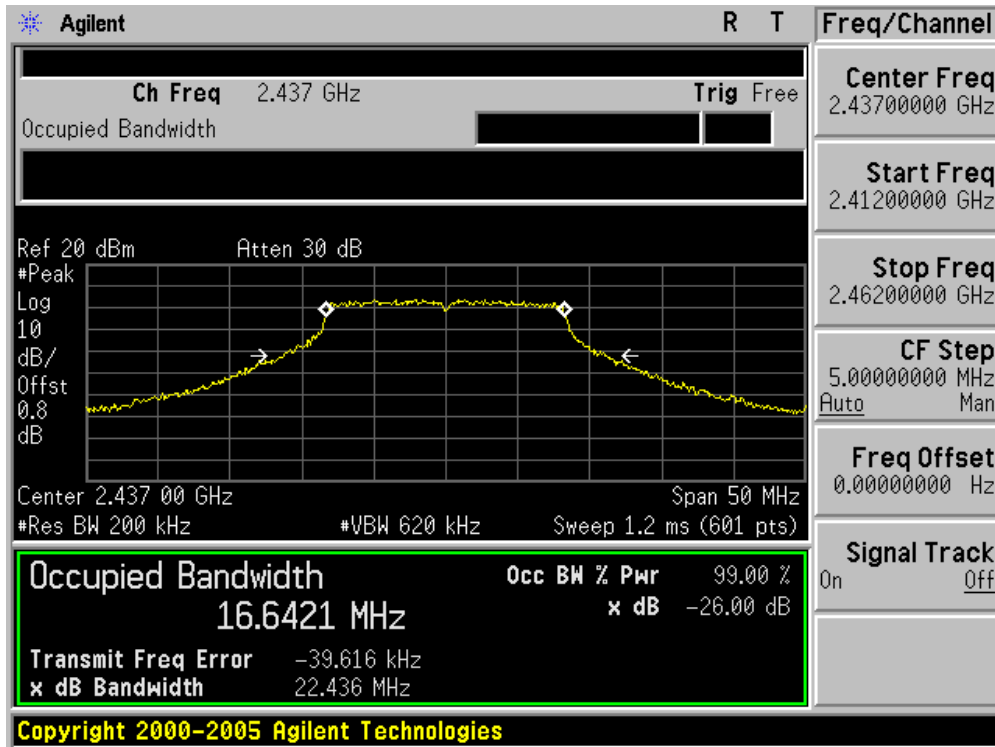 Agilent R T
Ch Freq 2.437 GHz Trig Free
Occupied Bandwidth
Ref 20 dBm Atten 30 dB
#Peak
Log
10
dB/
Offst
0.8
dB
Center 2.437 00 GHz Span 50 MHz
#Res BW 200 kHz #VBW 620 kHz Sweep 1.2 ms (601 pts)
Occupied Bandwidth Occ BW % Pwr 99.00 %
16.6421 MHz x dB -26.00 dB
Transmit Freq Error -39.616 kHz
x dB Bandwidth 22.436 MHz
Copyright 2000-2005 Agilent Technologies
Freq/Channel
Center Freq
2.43700000 GHz
Start Freq
2.41200000 GHz
Stop Freq
2.46200000 GHz
CF Step
5.00000000 MHz
Auto Man
Freq Offset
0.00000000 Hz
Signal Track
On Off